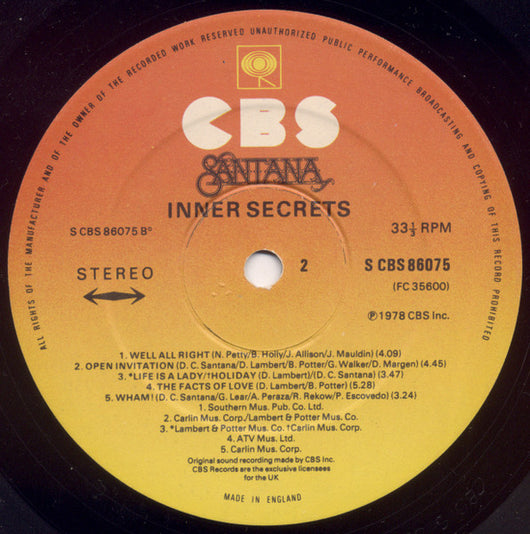 ALL RIGHTS OF THE MANUFACTURER AND OF THE OWNER OF THE RECORDED WORK RESERVED UNAUTHORIZED PUBLIC PERFORMANCE BROADCASTING AND COPYING OF THIS RECORD PROHIBITED
CBS
SANTANA
INNER SECRETS
S CBS 86075 B°
33⅓ RPM
STEREO
2
S CBS 86075
(FC 35600)
℗ 1978 CBS Inc.
1. WELL ALL RIGHT (N. Petty/B. Holly/J. Allison/J. Mauldin) (4.09)
2. OPEN INVITATION (D. C. Santana/D. Lambert/B. Potter/G. Walker/D. Margen) (4.45)
3. *LIFE IS A LADY/†HOLIDAY (D. Lambert)/(D. C. Santana) (3.47)
4. THE FACTS OF LOVE (D. Lambert/B. Potter) (5.28)
5. WHAM! (D. C. Santana/G. Lear/A. Peraza/R. Rekow/P. Escovedo) (3.24)
1. Southern Mus. Pub. Co. Ltd.
2. Carlin Mus. Corp./Lambert & Potter Mus. Co.
3. *Lambert & Potter Mus. Co. †Carlin Mus. Corp.
4. ATV Mus. Ltd.
5. Carlin Mus. Corp.
Original sound recording made by CBS Inc.
CBS Records are the exclusive licensees
for the UK
MADE IN ENGLAND